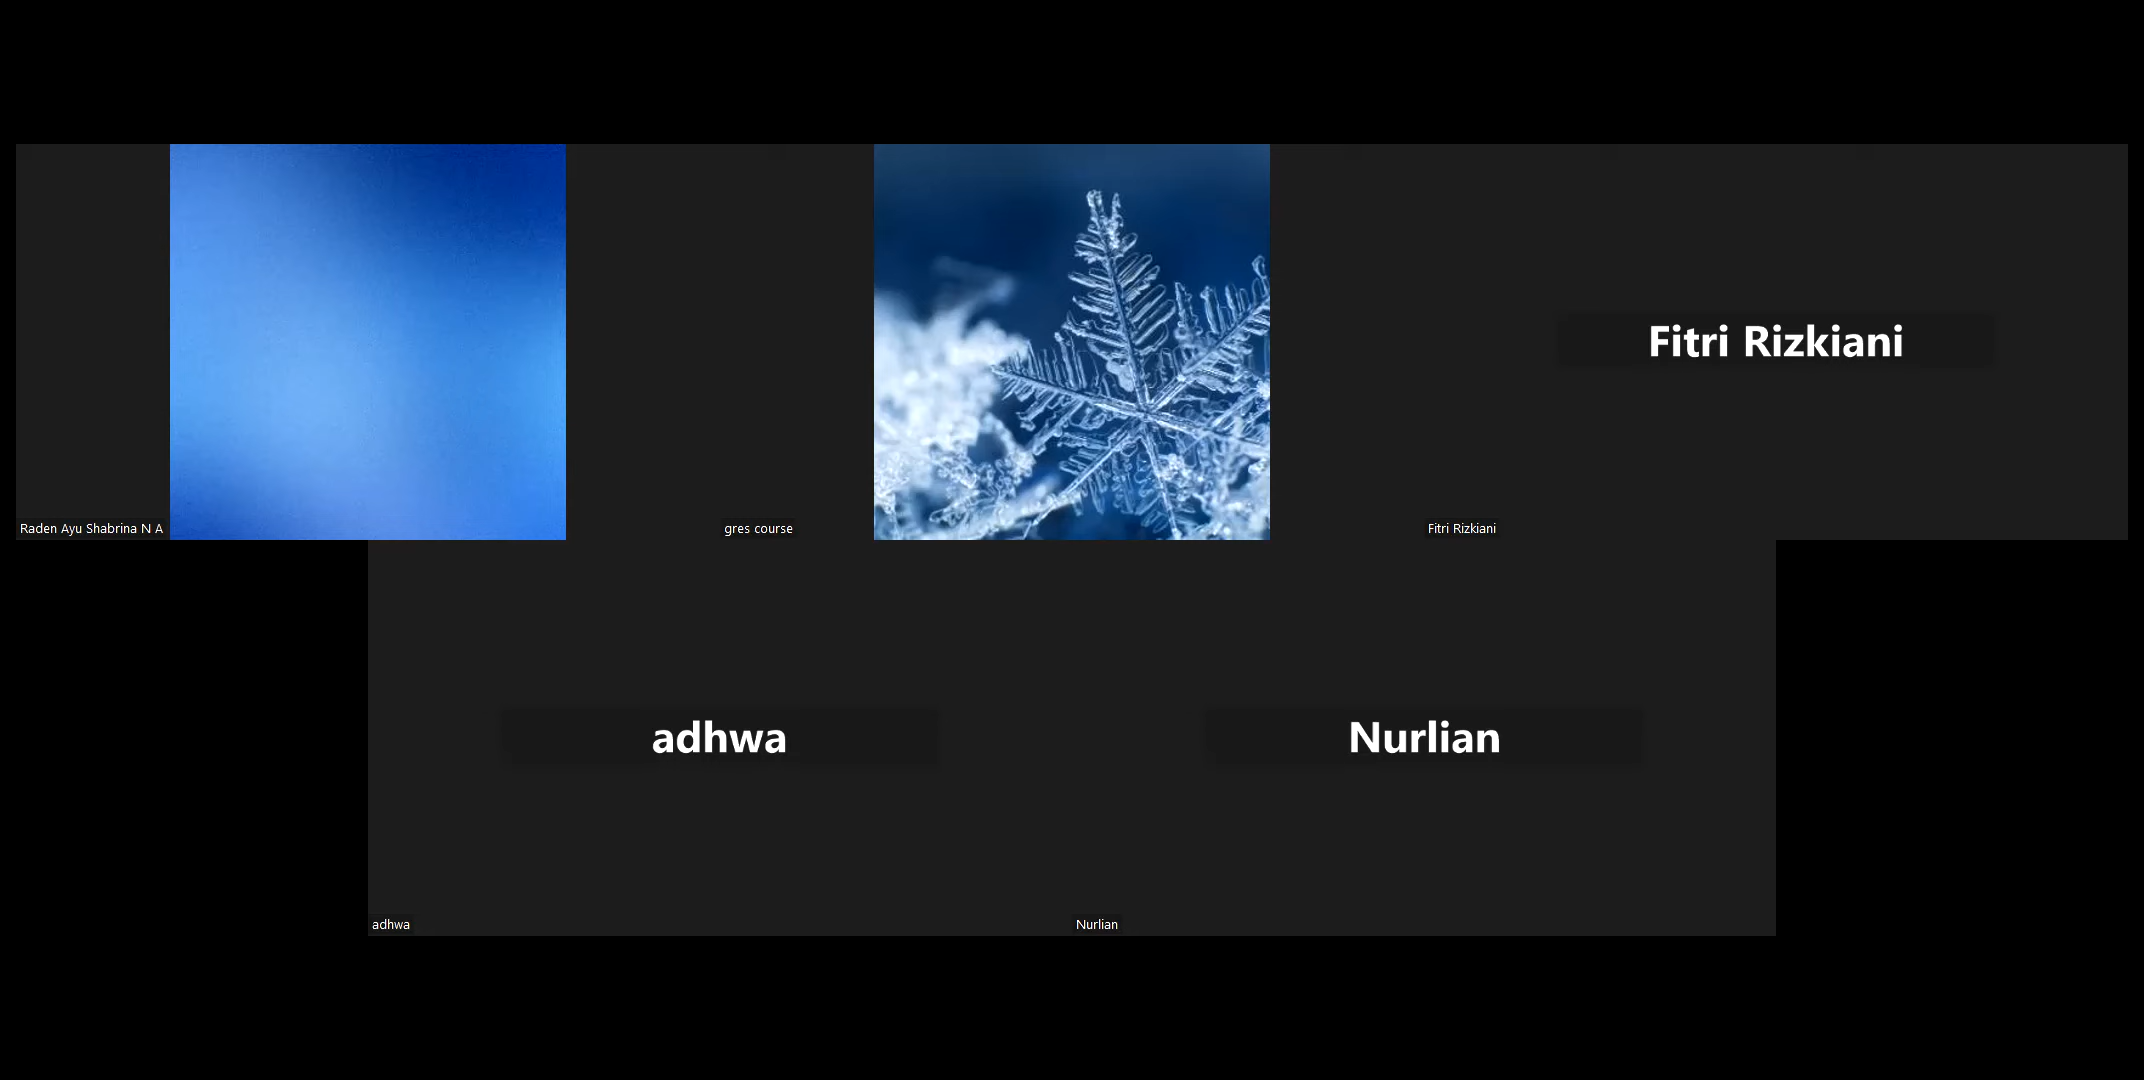 Fitri Rizkiani
Raden Ayu Shabrina N A
gres course
Fitri Rizkiani
adhwa
Nurlian
adhwa
Nurlian